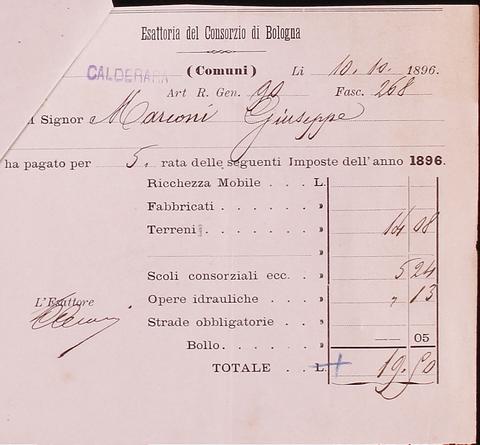 Esattoria del Consorzio di Bologna
CALDERARA (Comuni) Li 10. 10. 1896.
Art R. Gen. 90 Fasc. 268
l Signor Marconi Giuseppe
ha pagato per 5. rata delle seguenti Imposte dell'anno 1896.
Ricchezza Mobile . . . L.
Fabbricati . . . . . . »
Terreni . . . . . . . » 14 08
»
Scoli consorziali ecc. . » 5 24
L'Esattore
Opere idrauliche . . . » „ 13
Strade obbligatorie . . »
Bollo. . . » — 05
TOTALE . . L. 19. 50